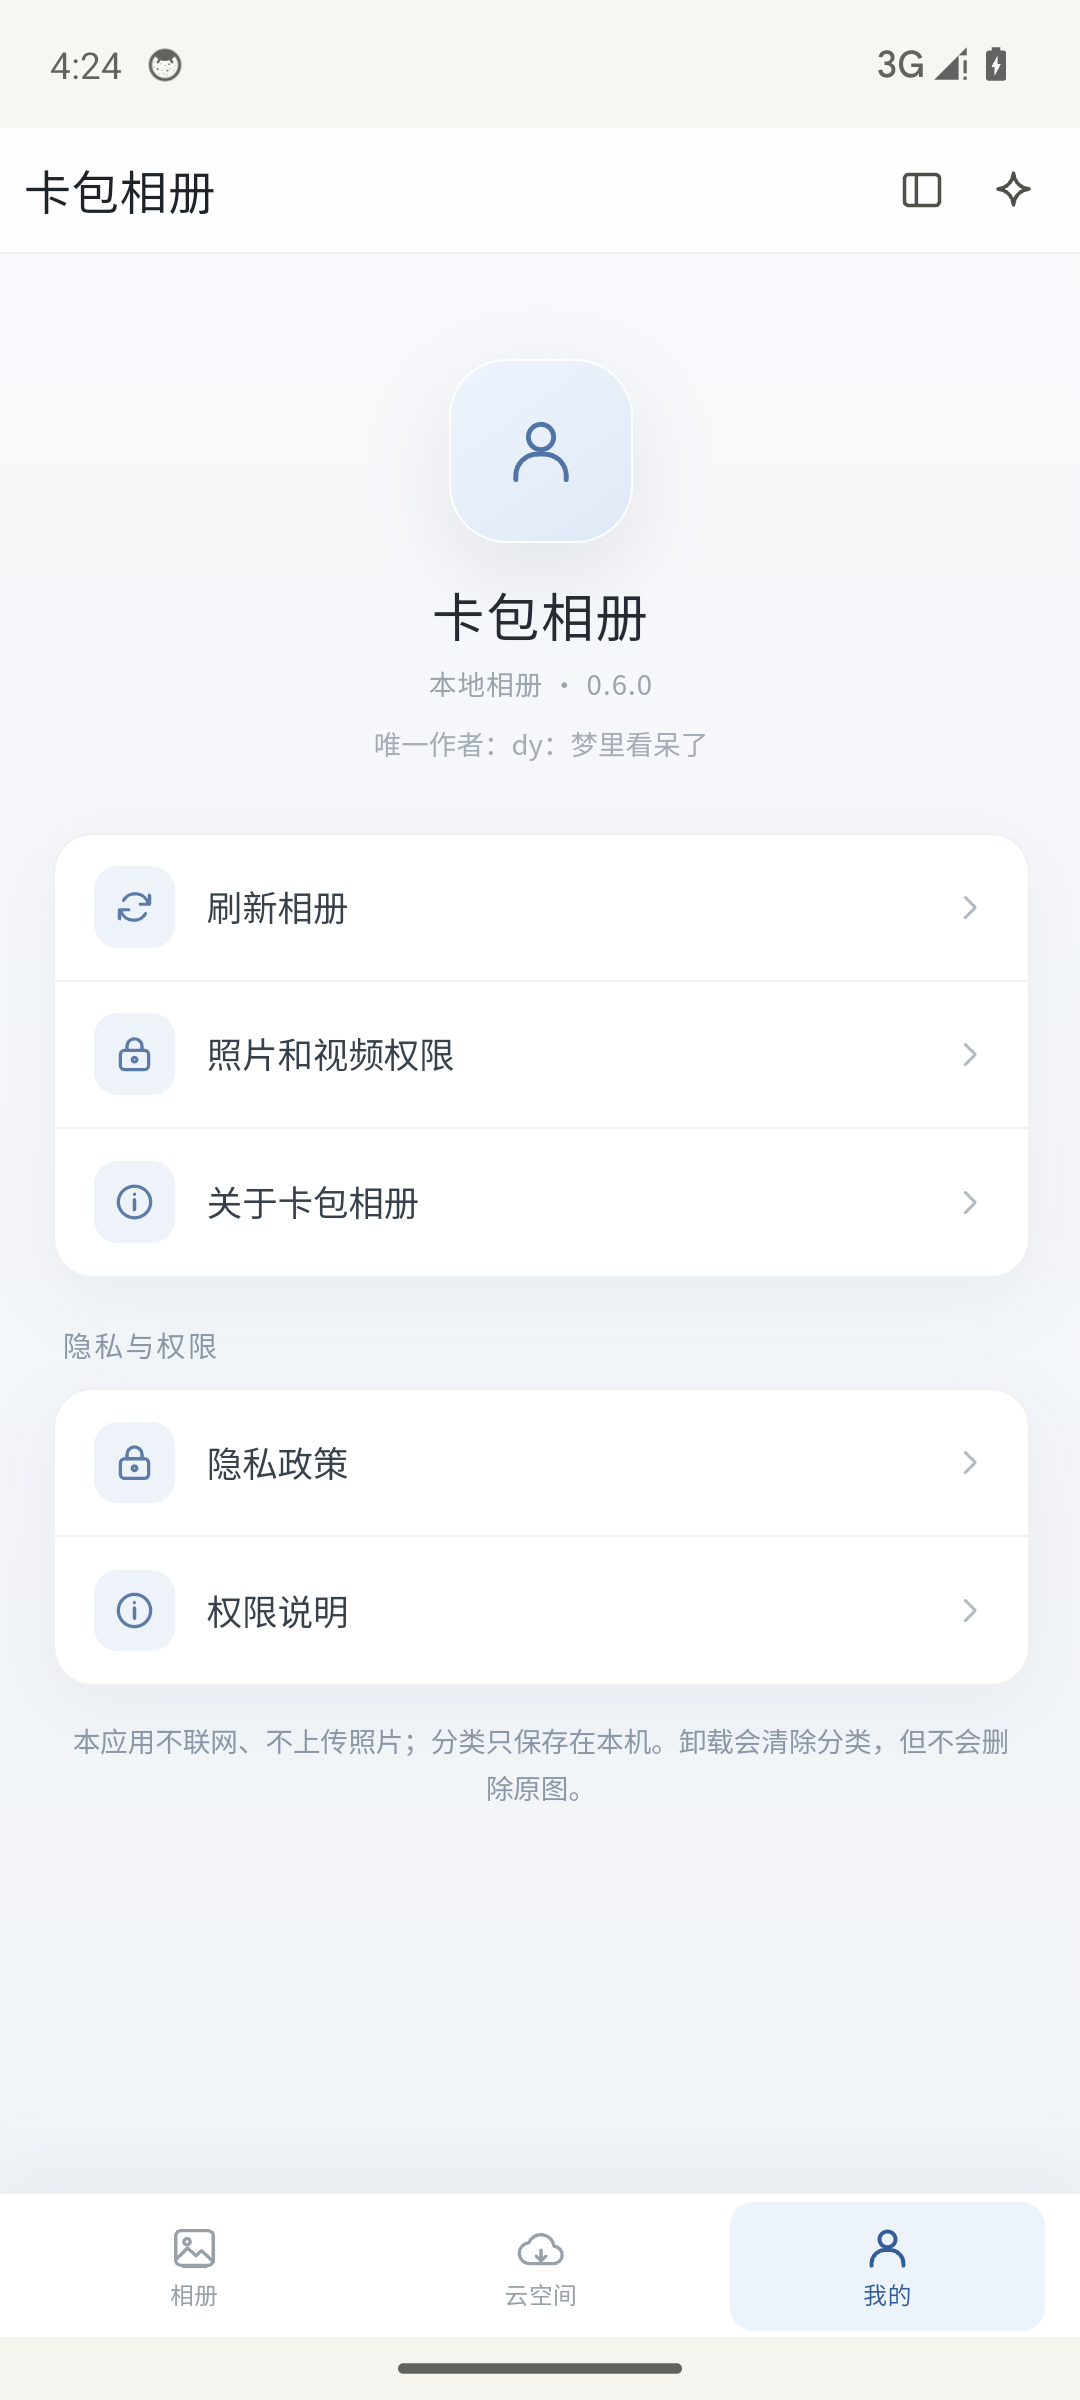 4:24
3G
卡包相册
卡包相册
本地相册 · 0.6.0
唯一作者：dy：梦里看呆了
刷新相册
照片和视频权限
关于卡包相册
隐私与权限
隐私政策
权限说明
本应用不联网、不上传照片；分类只保存在本机。卸载会清除分类，但不会删
除原图。
相册
云空间
我的